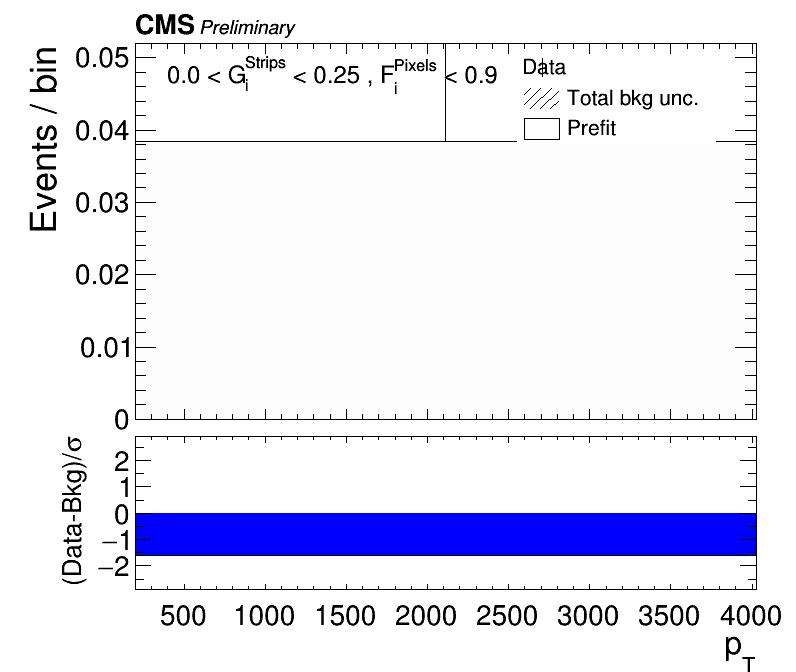 CMS Preliminary
0.0 < G_i^Strips < 0.25 , F_i^Pixels < 0.9
Data
Total bkg unc.
Prefit
Events / bin
0.05
0.04
0.03
0.02
0.01
0
(Data-Bkg)/σ
2
1
0
−1
−2
500 1000 1500 2000 2500 3000 3500 4000
p_T